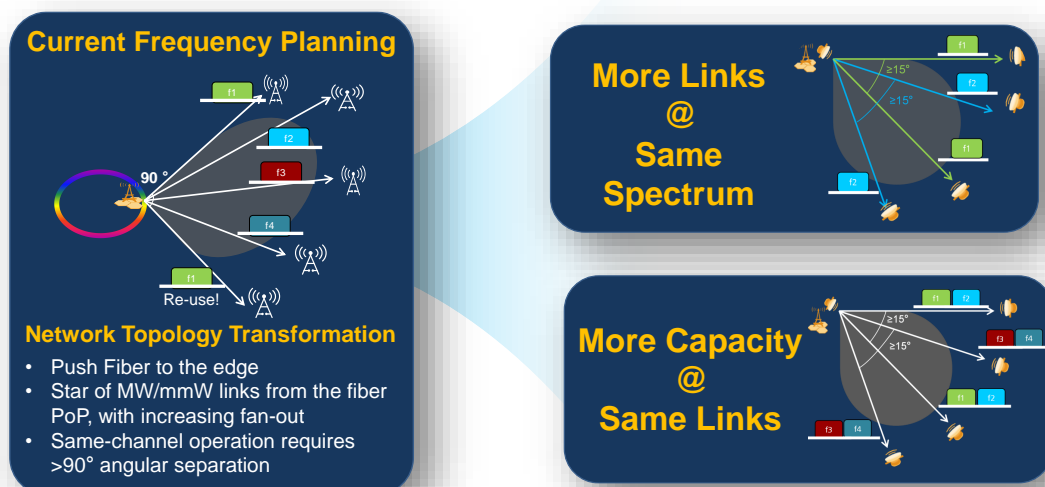 Current Frequency Planning
f1
f2
90 °
f3
f4
f1
Re-use!
Network Topology Transformation
• Push Fiber to the edge
• Star of MW/mmW links from the fiber
PoP, with increasing fan-out
• Same-channel operation requires
>90° angular separation
More Links
@
Same
Spectrum
f1
≥15°
f2
≥15°
f1
f2
More Capacity
@
Same Links
f1 f2
≥15°
f3 f4
≥15°
f1 f2
f3 f4